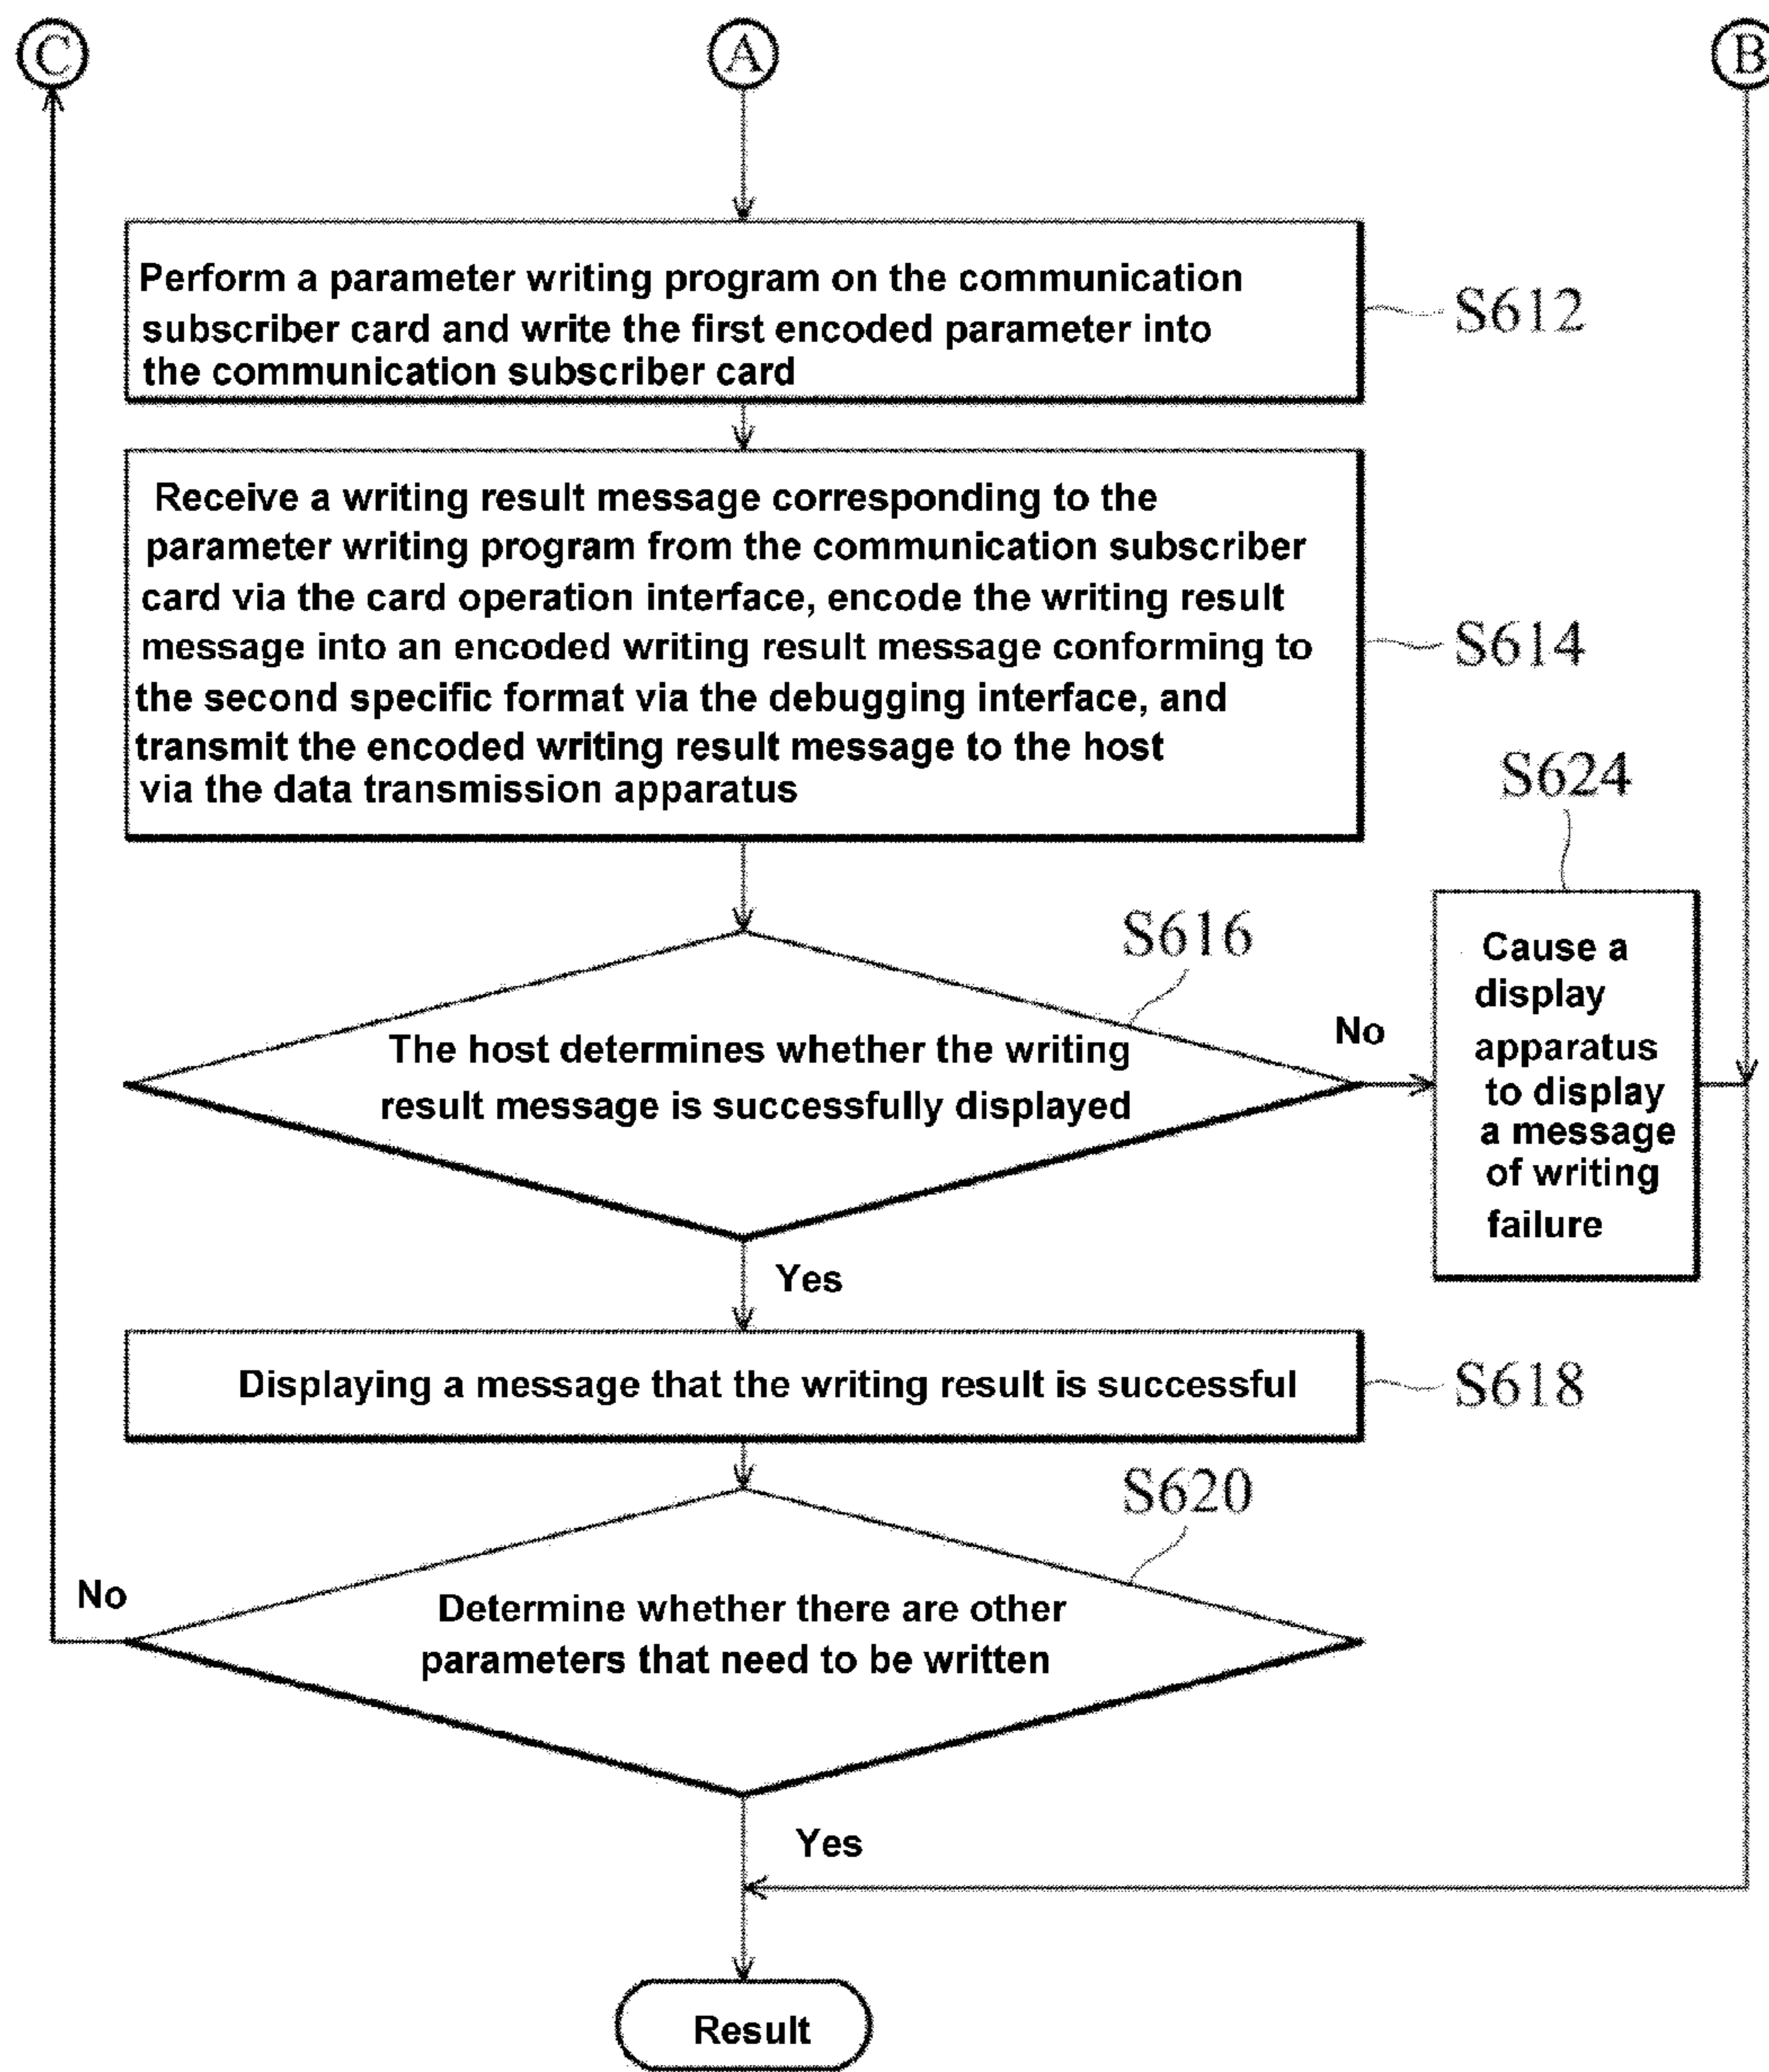 C
A
B
Perform a parameter writing program on the communication
subscriber card and write the first encoded parameter into
the communication subscriber card
S612
Receive a writing result message corresponding to the
parameter writing program from the communication subscriber
card via the card operation interface, encode the writing result
message into an encoded writing result message conforming to
the second specific format via the debugging interface, and
transmit the encoded writing result message to the host
via the data transmission apparatus
S614
S624
Cause a
display
apparatus
to display
a message
of writing
failure
S616
The host determines whether the writing
result message is successfully displayed
No
Yes
Displaying a message that the writing result is successful
S618
S620
Determine whether there are other
parameters that need to be written
No
Yes
Result